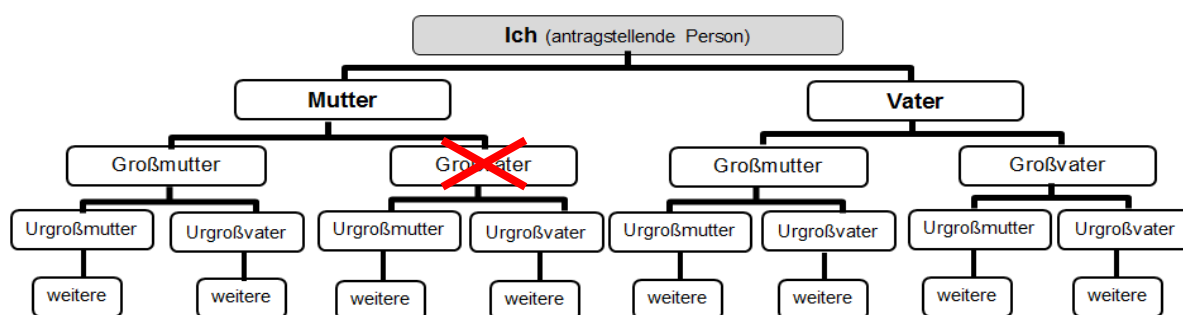 Ich (antragstellende Person)
Mutter Vater
Großmutter Großvater Großmutter Großvater
Urgroßmutter Urgroßvater Urgroßmutter Urgroßvater Urgroßmutter Urgroßvater Urgroßmutter Urgroßvater
weitere weitere weitere weitere weitere weitere weitere weitere